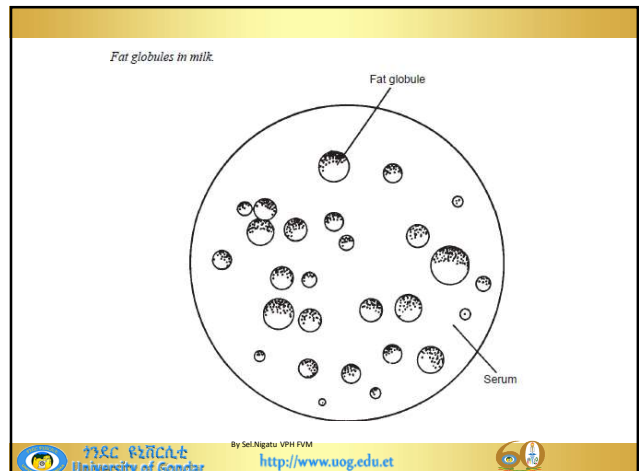 Fat globules in milk.
Fat globule
Serum
By Sel.Nigatu VPH FVM
ጎንደር ዩኒቨርሲቲ
University of Gondar
http://www.uog.edu.et
60